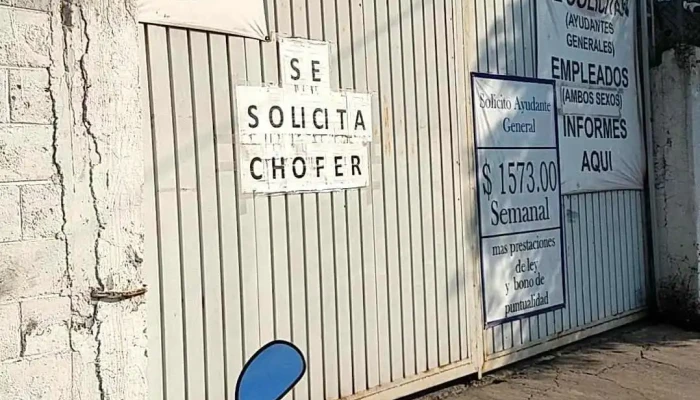 SE
SOLICITA
CHOFER
Solicito Ayudante
General
$ 1573.00
Semanal
mas prestaciones
de ley
y bono de
puntualidad
SOLICITA
(AYUDANTES
GENERALES)
EMPLEADOS
(AMBOS SEXOS)
INFORMES
AQUI